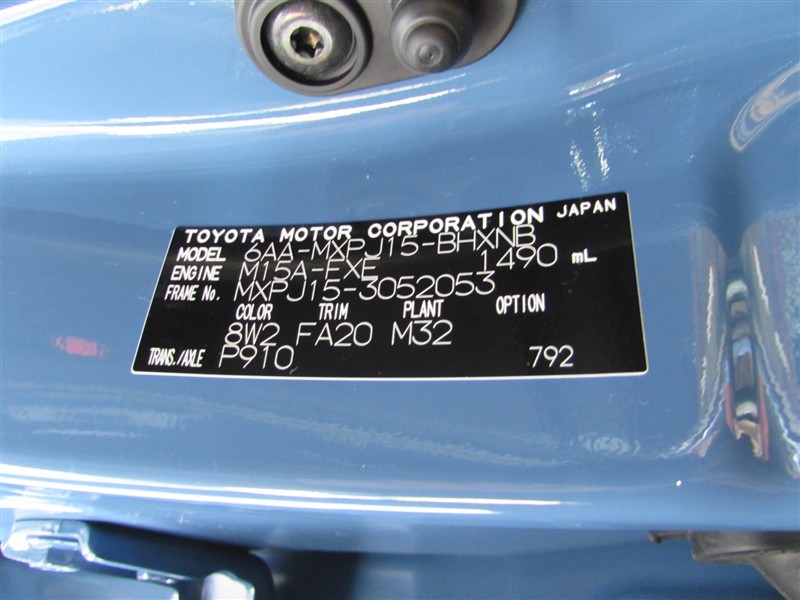 TOYOTA MOTOR CORPORATION JAPAN
MODEL 6AA-MXPJ15-BHXNB
ENGINE M15A-FXE 1490 mL
FRAME No. MXPJ15-3052053
COLOR TRIM PLANT OPTION
8W2 FA20 M32
TRANS./AXLE P910 792